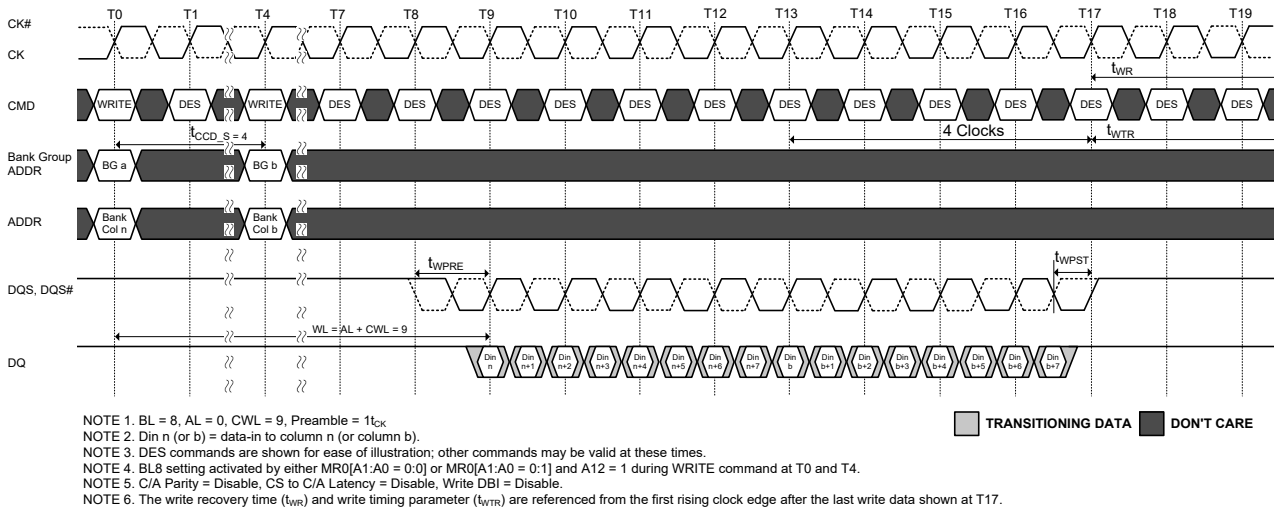 T0 T1 T4 T7 T8 T9 T10 T11 T12 T13 T14 T15 T16 T17 T18 T19
CK#
CK
tWR
CMD WRITE DES WRITE DES DES DES DES DES DES DES DES DES DES DES DES DES
tCCD_S = 4
4 Clocks
tWTR
Bank Group
ADDR
BG a
BG b
ADDR
Bank
Col n
Bank
Col b
tWPRE
tWPST
DQS, DQS#
WL = AL + CWL = 9
DQ
Din
n
Din
n+1
Din
n+2
Din
n+3
Din
n+4
Din
n+5
Din
n+6
Din
n+7
Din
b
Din
b+1
Din
b+2
Din
b+3
Din
b+4
Din
b+5
Din
b+6
Din
b+7
TRANSITIONING DATA DON'T CARE
NOTE 1. BL = 8, AL = 0, CWL = 9, Preamble = 1tCK
NOTE 2. Din n (or b) = data-in to column n (or column b).
NOTE 3. DES commands are shown for ease of illustration; other commands may be valid at these times.
NOTE 4. BL8 setting activated by either MR0[A1:A0 = 0:0] or MR0[A1:A0 = 0:1] and A12 = 1 during WRITE command at T0 and T4.
NOTE 5. C/A Parity = Disable, CS to C/A Latency = Disable, Write DBI = Disable.
NOTE 6. The write recovery time (tWR) and write timing parameter (tWTR) are referenced from the first rising clock edge after the last write data shown at T17.